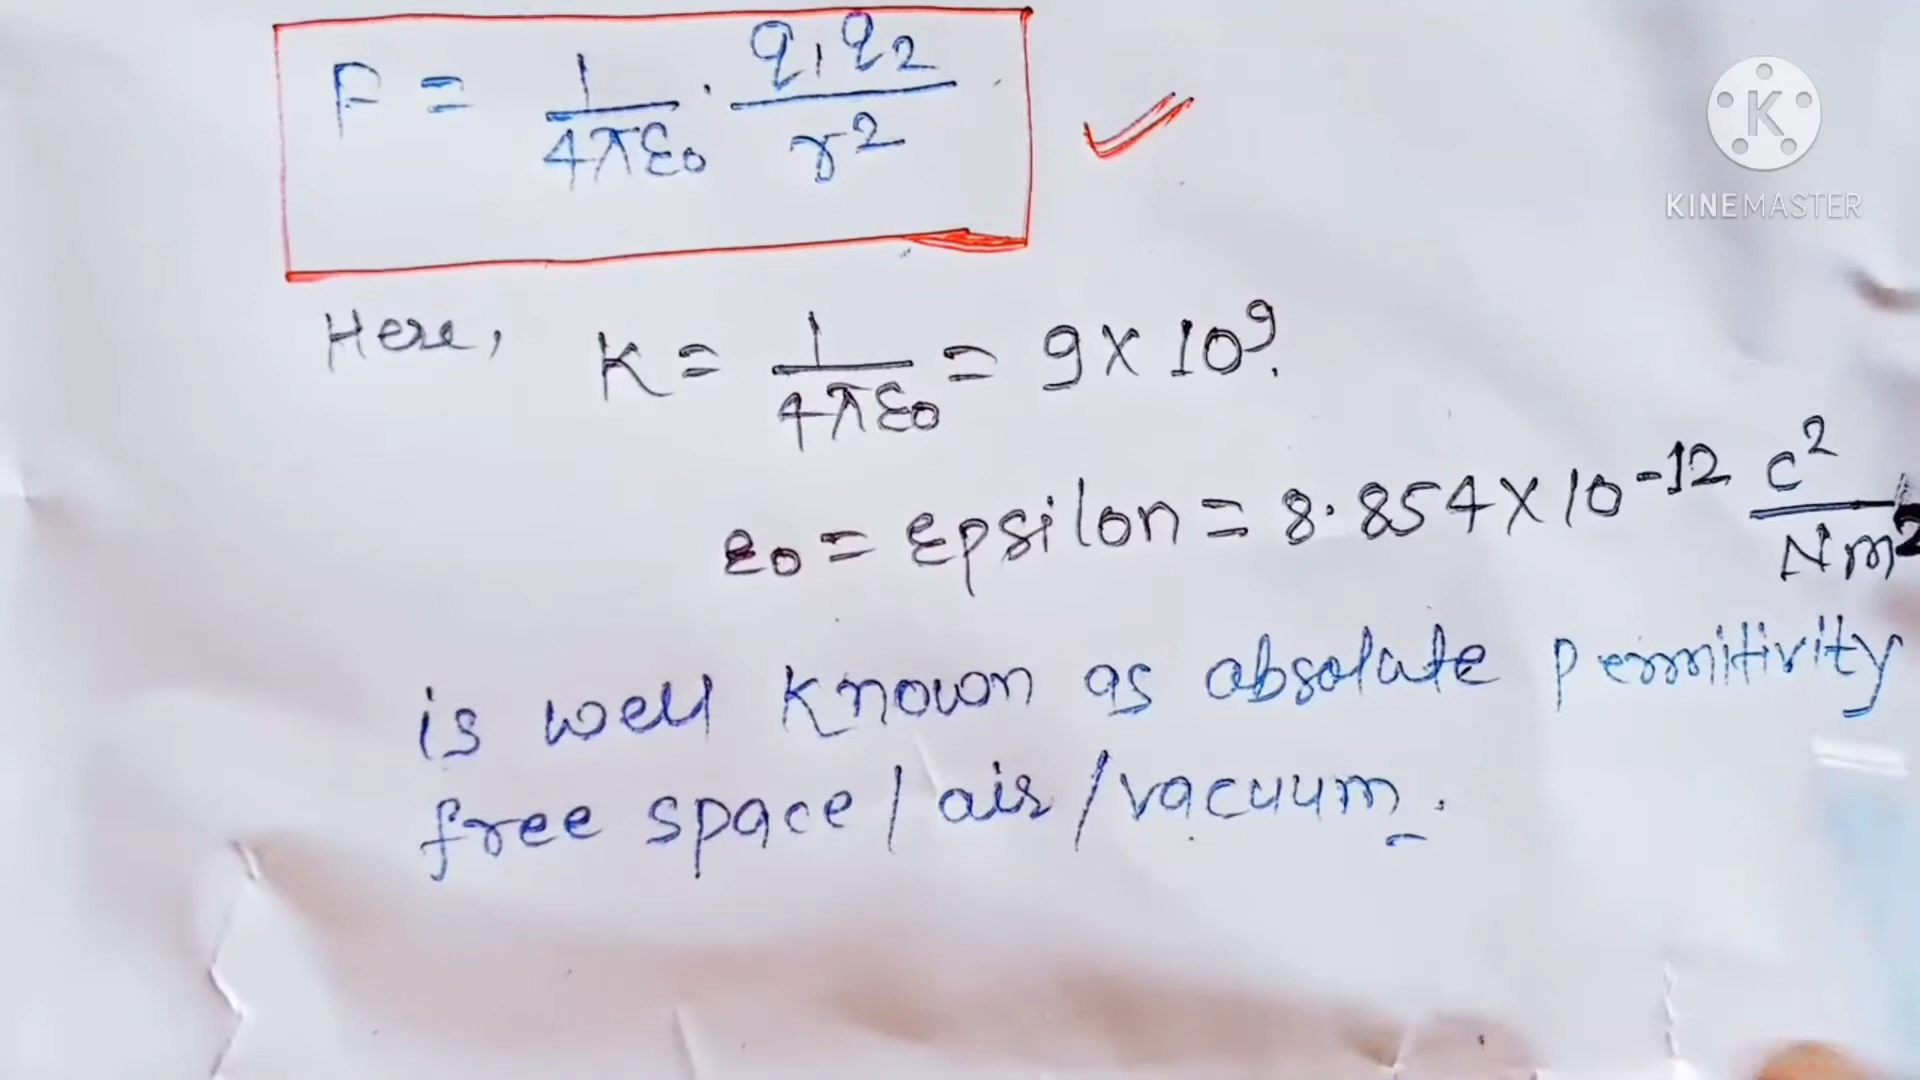 F = 1/4πε₀ · q₁q₂/r²
Here, K = 1/4πε₀ = 9 × 10⁹.
ε₀ = Epsilon = 8.854 × 10⁻¹² c²/Nm²
is well known as absolute permitivity
free space / air / vacuum.
K
KINEMASTER